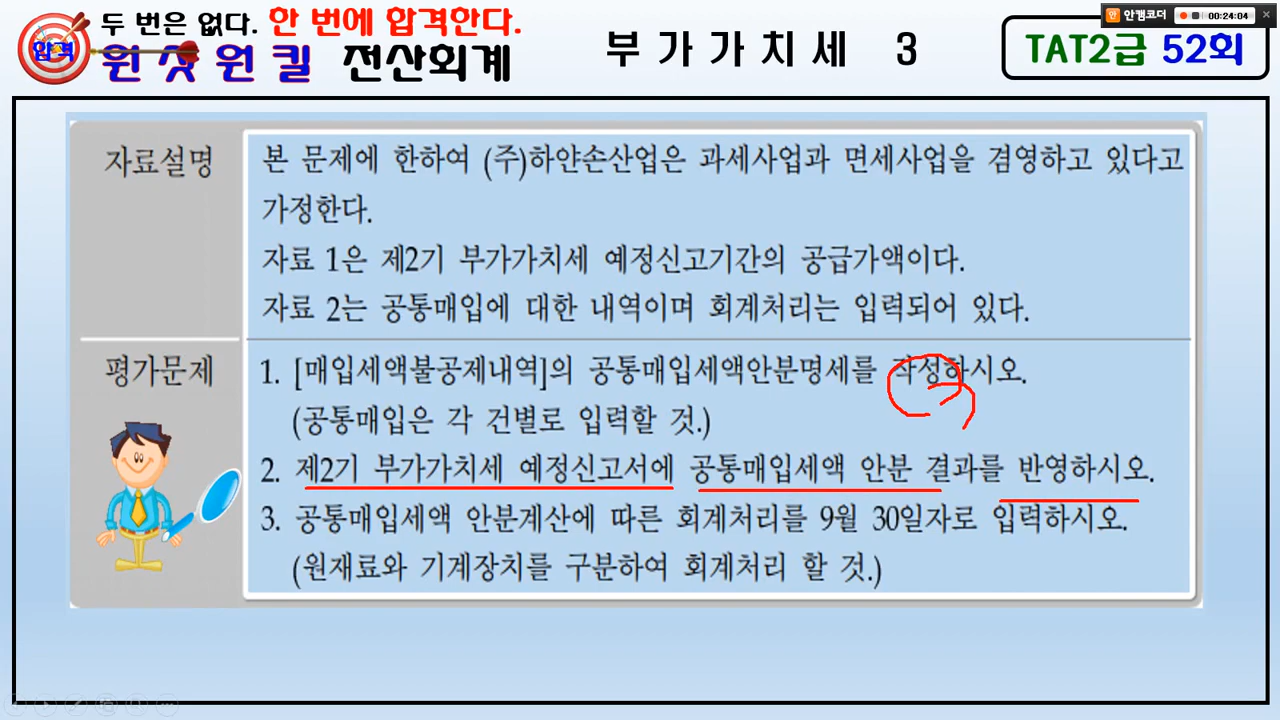 두 번은 없다. 한 번에 합격한다.
합격
원샷원킬 전산회계
부가가치세 3
TAT2급 52회
안캠코더
00:24:04
자료설명
본 문제에 한하여 (주)하얀손산업은 과세사업과 면세사업을 겸영하고 있다고
가정한다.
자료 1은 제2기 부가가치세 예정신고기간의 공급가액이다.
자료 2는 공통매입에 대한 내역이며 회계처리는 입력되어 있다.
평가문제
1. [매입세액불공제내역]의 공통매입세액안분명세를 작성하시오.
(공통매입은 각 건별로 입력할 것.)
2. 제2기 부가가치세 예정신고서에 공통매입세액 안분 결과를 반영하시오.
3. 공통매입세액 안분계산에 따른 회계처리를 9월 30일자로 입력하시오.
(원재료와 기계장치를 구분하여 회계처리 할 것.)